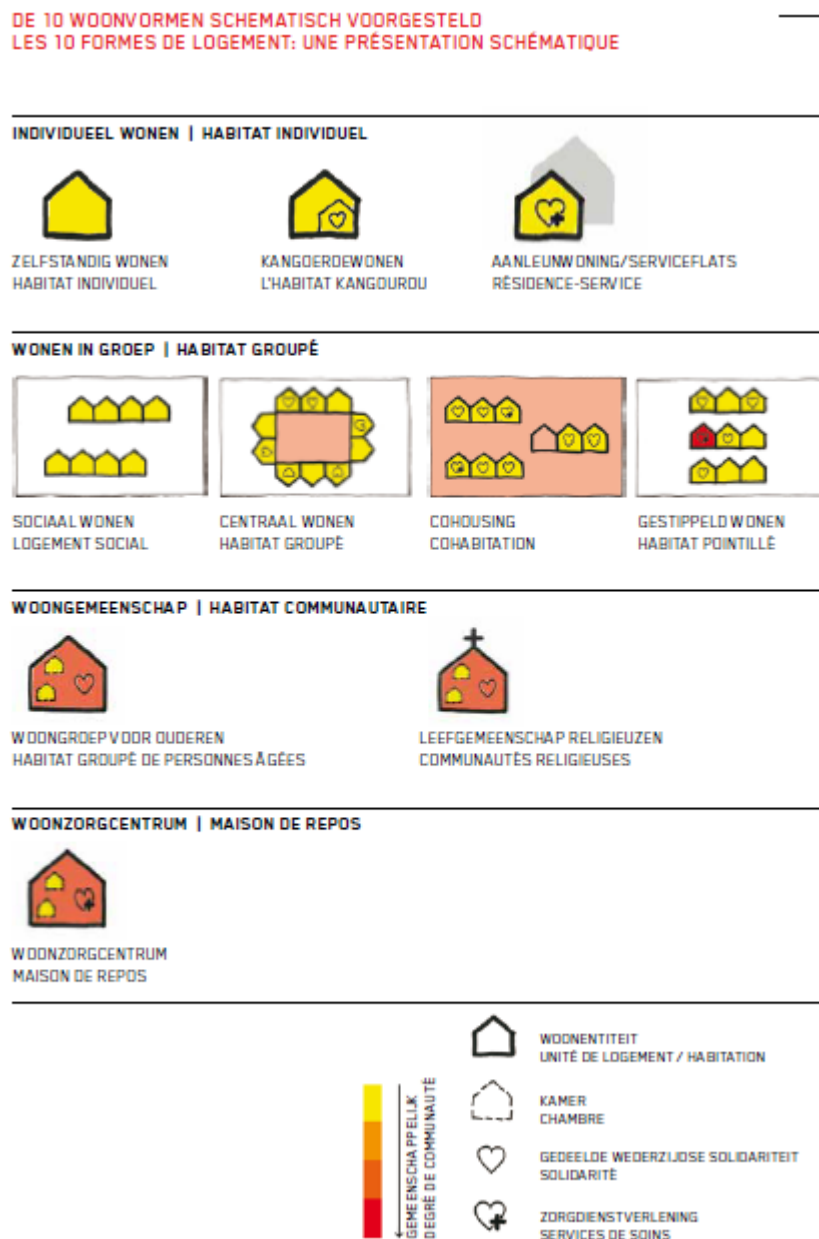 DE 10 WOONVORMEN SCHEMATISCH VOORGESTELD
LES 10 FORMES DE LOGEMENT: UNE PRÉSENTATION SCHÉMATIQUE
INDIVIDUEEL WONEN | HABITAT INDIVIDUEL
ZELFSTANDIG WONEN
HABITAT INDIVIDUEL
KANGOEROEWONEN
L'HABITAT KANGOUROU
AANLEUNWONING/SERVICEFLATS
RÉSIDENCE-SERVICE
WONEN IN GROEP | HABITAT GROUPÉ
SOCIAAL WONEN
LOGEMENT SOCIAL
CENTRAAL WONEN
HABITAT GROUPÉ
COHOUSING
COHABITATION
GESTIPPELD WONEN
HABITAT POINTILLÉ
WOONGEMEENSCHAP | HABITAT COMMUNAUTAIRE
WOONGROEP VOOR OUDEREN
HABITAT GROUPÉ DE PERSONNES ÂGÉES
LEEFGEMEENSCHAP RELIGIEUZEN
COMMUNAUTÉS RELIGIEUSES
WOONZORGCENTRUM | MAISON DE REPOS
WOONZORGCENTRUM
MAISON DE REPOS
GEMEENSCHAPPELIJK
DEGRÉ DE COMMUNAUTÉ
WOONENTITEIT
UNITÉ DE LOGEMENT / HABITATION
KAMER
CHAMBRE
GEDEELDE WEDERZIJDSE SOLIDARITEIT
SOLIDARITÉ
ZORGDIENSTVERLENING
SERVICES DE SOINS